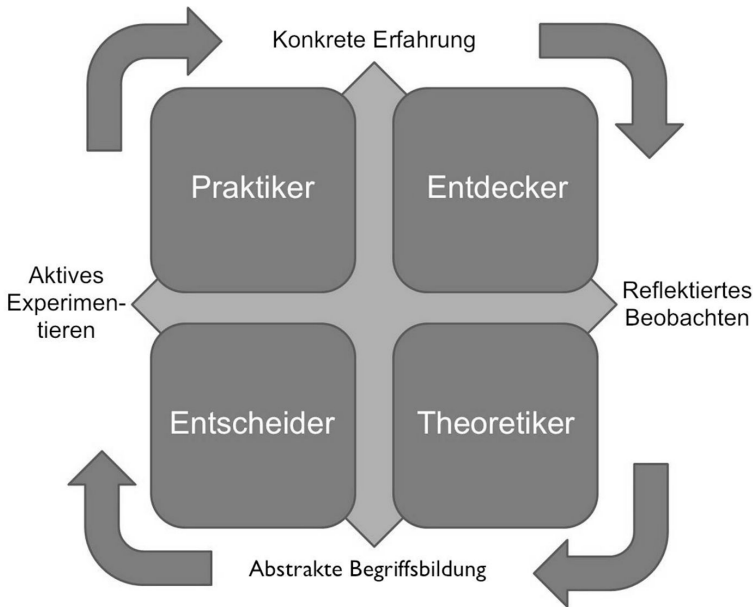 Konkrete Erfahrung
Praktiker
Entdecker
Aktives
Experimen-
tieren
Reflektiertes
Beobachten
Entscheider
Theoretiker
Abstrakte Begriffsbildung